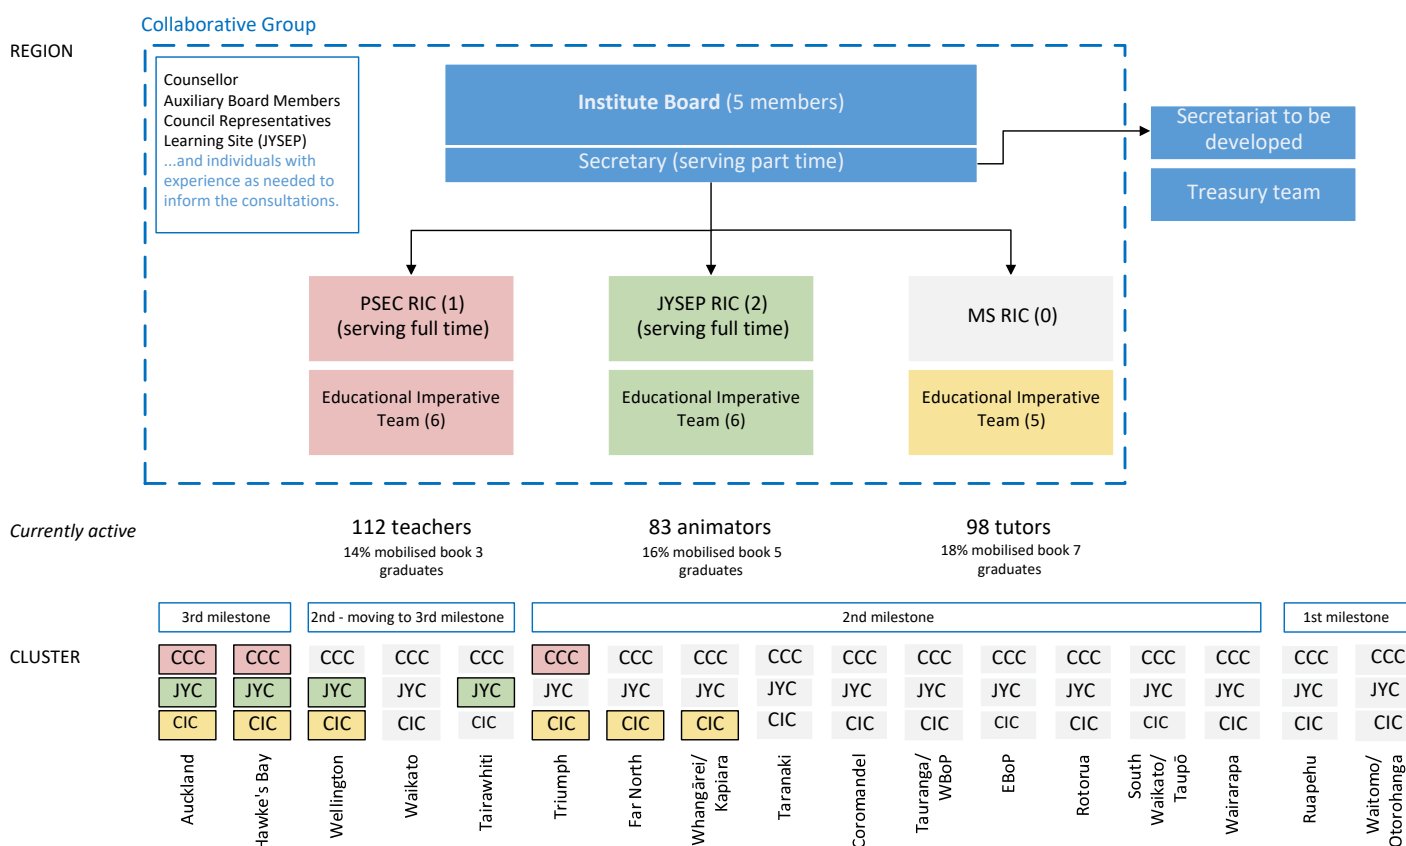 Collaborative Group
REGION
Counsellor
Auxiliary Board Members
Council Representatives
Learning Site (JYSEP)
...and individuals with
experience as needed to
inform the consultations.
Institute Board (5 members)
Secretary (serving part time)
Secretariat to be
developed
Treasury team
PSEC RIC (1)
(serving full time)
JYSEP RIC (2)
(serving full time)
MS RIC (0)
Educational Imperative
Team (6)
Educational Imperative
Team (6)
Educational Imperative
Team (5)
Currently active
112 teachers
14% mobilised book 3
graduates
83 animators
16% mobilised book 5
graduates
98 tutors
18% mobilised book 7
graduates
3rd milestone
2nd - moving to 3rd milestone
2nd milestone
1st milestone
CLUSTER
CCC CCC CCC CCC CCC CCC CCC CCC CCC CCC CCC CCC CCC CCC CCC CCC CCC
JYC JYC JYC JYC JYC JYC JYC JYC JYC JYC JYC JYC JYC JYC JYC JYC JYC
CIC CIC CIC CIC CIC CIC CIC CIC CIC CIC CIC CIC CIC CIC CIC CIC CIC
Auckland
Hawke's Bay
Wellington
Waikato
Tairawhiti
Triumph
Far North
Whangārei/
Kapiara
Taranaki
Coromandel
Tauranga/
WBoP
EBoP
Rotorua
South
Waikato/
Taupō
Wairarapa
Ruapehu
Waitomo/
Otorohanga